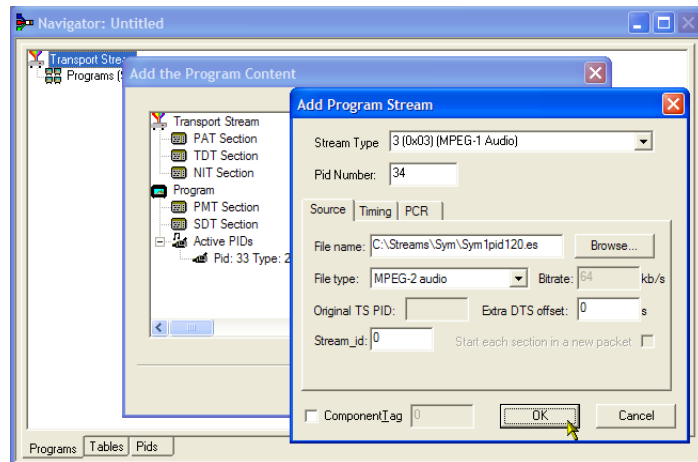 Navigator: Untitled
Transport Stre
Programs (
Add the Program Content
Transport Stream
PAT Section
TDT Section
NIT Section
Program
PMT Section
SDT Section
Active PIDs
Pid: 33 Type: 2
Add Program Stream
Stream Type 3 (0x03) (MPEG-1 Audio)
Pid Number: 34
Source Timing PCR
File name: C:\Streams\Sym\Sym1pid120.es Browse...
File type: MPEG-2 audio Bitrate: 64 kb/s
Original TS PID: Extra DTS offset: 0 s
Stream_id: 0 Start each section in a new packet
ComponentTag 0 OK Cancel
Programs Tables Pids